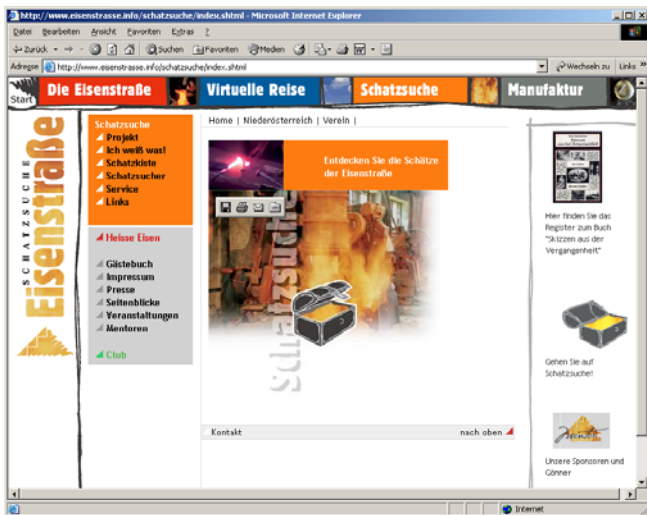 http://www.eisenstrasse.info/schatzsuche/index.shtml - Microsoft Internet Explorer
Datei Bearbeiten Ansicht Favoriten Extras ?
Zurück Suchen Favoriten Medien
Adresse http://www.eisenstrasse.info/schatzsuche/index.shtml Wechseln zu Links »
Start Die Eisenstraße Virtuelle Reise Schatzsuche Manufaktur
SCHATZSUCHE
Eisenstraße
Schatzsuche
Projekt
Ich weiß was!
Schatzkiste
Schatzsucher
Service
Links
Heisse Eisen
Gästebuch
Impressum
Presse
Seitenblicke
Veranstaltungen
Mentoren
Club
Home | Niederösterreich | Verein |
Entdecken Sie die Schätze
der Eisenstraße
Schatzsuche
Kontakt nach oben
Hier finden Sie das
Register zum Buch
"Skizzen aus der
Vergangenheit"
Gehen Sie auf
Schatzsuche!
Unsere Sponsoren und
Gönner
Internet